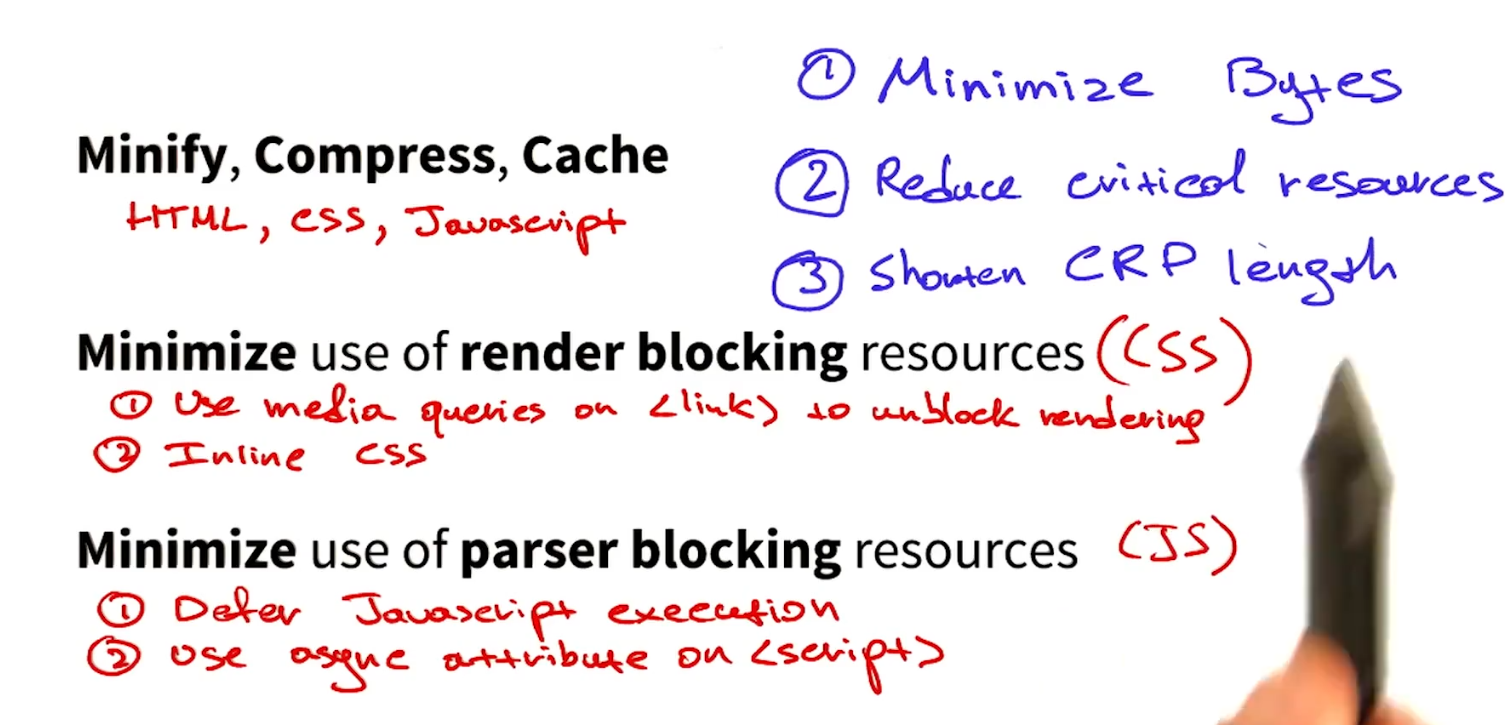 ① Minimize Bytes
② Reduce critical resources
③ Shorten CRP length
Minify, Compress, Cache
HTML, CSS, Javascript
Minimize use of render blocking resources (CSS)
① Use media queries on <link> to unblock rendering
② Inline CSS
Minimize use of parser blocking resources (JS)
① Defer Javascript execution
② Use async attribute on <script>